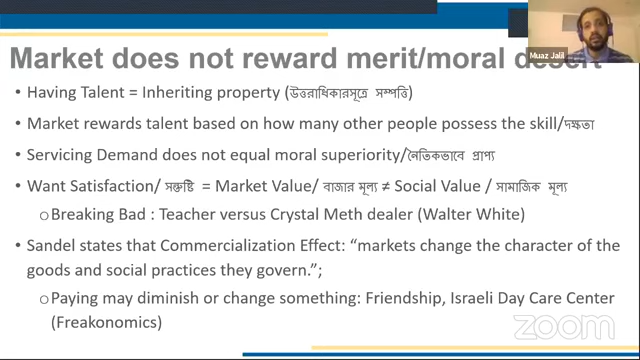 Market does not reward merit/moral desert
Muaz Jalil
• Having Talent = Inheriting property (উত্তরাধিকারসূত্রে সম্পত্তি)
• Market rewards talent based on how many other people possess the skill/দক্ষতা
• Servicing Demand does not equal moral superiority/নৈতিকভাবে প্রাপ্য
• Want Satisfaction/ সন্তুষ্টি = Market Value/ বাজার মূল্য ≠ Social Value / সামাজিক মূল্য
o Breaking Bad : Teacher versus Crystal Meth dealer (Walter White)
• Sandel states that Commercialization Effect: “markets change the character of the
goods and social practices they govern.”;
o Paying may diminish or change something: Friendship, Israeli Day Care Center
(Freakonomics)
zoom